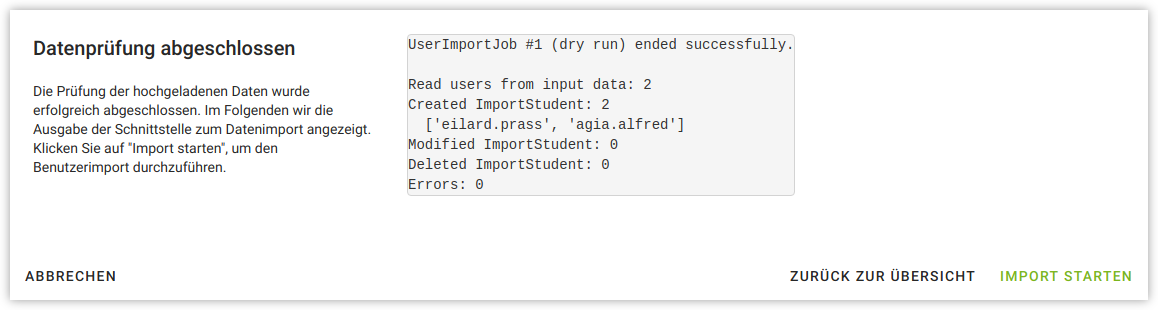 Datenprüfung abgeschlossen
Die Prüfung der hochgeladenen Daten wurde
erfolgreich abgeschlossen. Im Folgenden wir die
Ausgabe der Schnittstelle zum Datenimport angezeigt.
Klicken Sie auf "Import starten", um den
Benutzerimport durchzuführen.
UserImportJob #1 (dry run) ended successfully.
Read users from input data: 2
Created ImportStudent: 2
['eilard.prass', 'agia.alfred']
Modified ImportStudent: 0
Deleted ImportStudent: 0
Errors: 0
ABBRECHEN
ZURÜCK ZUR ÜBERSICHT
IMPORT STARTEN